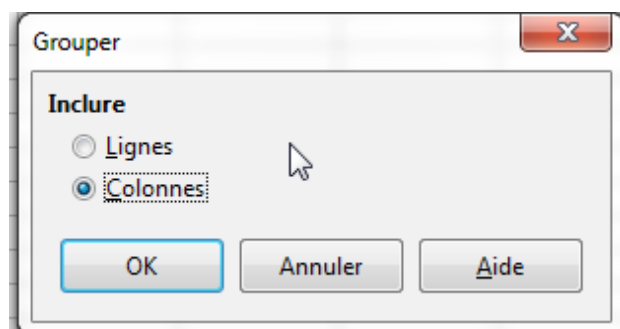 Grouper
Inclure
Lignes
Colonnes
OK Annuler Aide